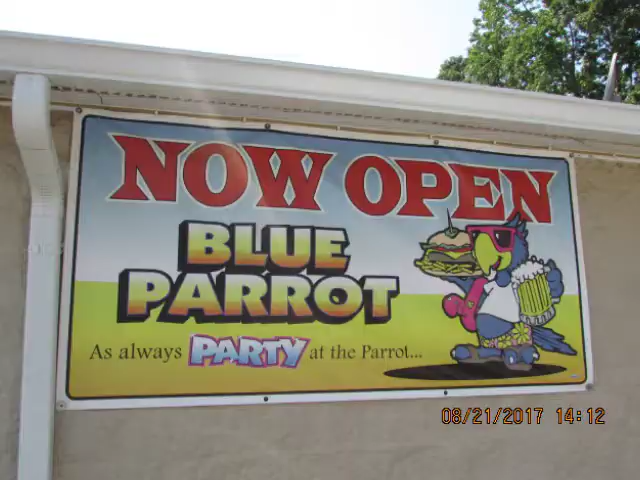 NOW OPEN
BLUE
PARROT
As always PARTY at the Parrot...
08/21/2017 14:12